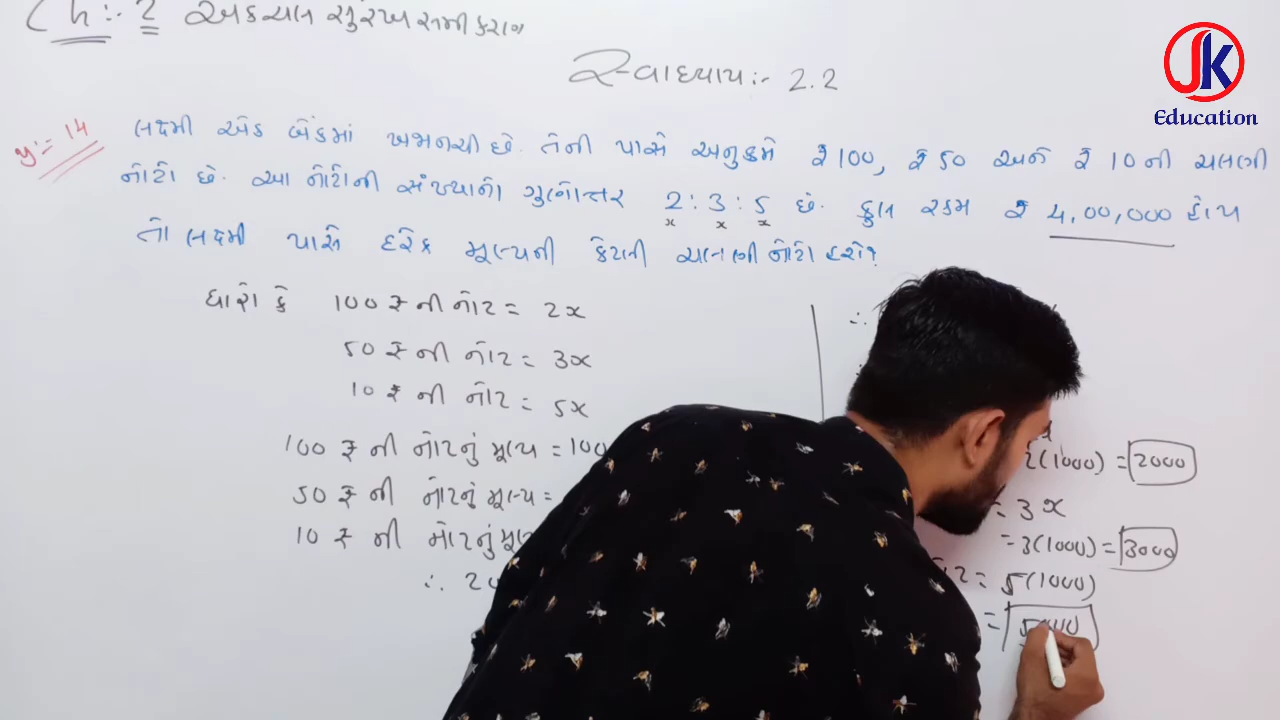 Ch :- 2 એકચલ સુરેખ સમીકરણ
સ્વાધ્યાય :- 2.2
JK
Education
y :- 14
લક્ષ્મી એક બેંકમાં ખજાનચી છે. તેની પાસે અનુક્રમે ₹ 100, ₹ 50 અને ₹ 10 ની ચલણી
નોટો છે. આ નોટોની સંખ્યાનો ગુણોત્તર 2 : 3 : 5 છે. કુલ રકમ ₹ 4,00,000 હોય
x x x
તો લક્ષ્મી પાસે દરેક મૂલ્યની કેટલી ચલણી નોટો હશે?
ધારો કે 100 ₹ ની નોટ = 2x
50 ₹ ની નોટ = 3x
10 ₹ ની નોટ = 5x
100 ₹ ની નોટનું મૂલ્ય = 100
50 ₹ ની નોટનું મૂલ્ય =
10 ₹ ની નોટનું
∴ 20
∴
2(1000) = 2000
= 3x
= 3(1000) = 3000
= 5(1000)
= 5000